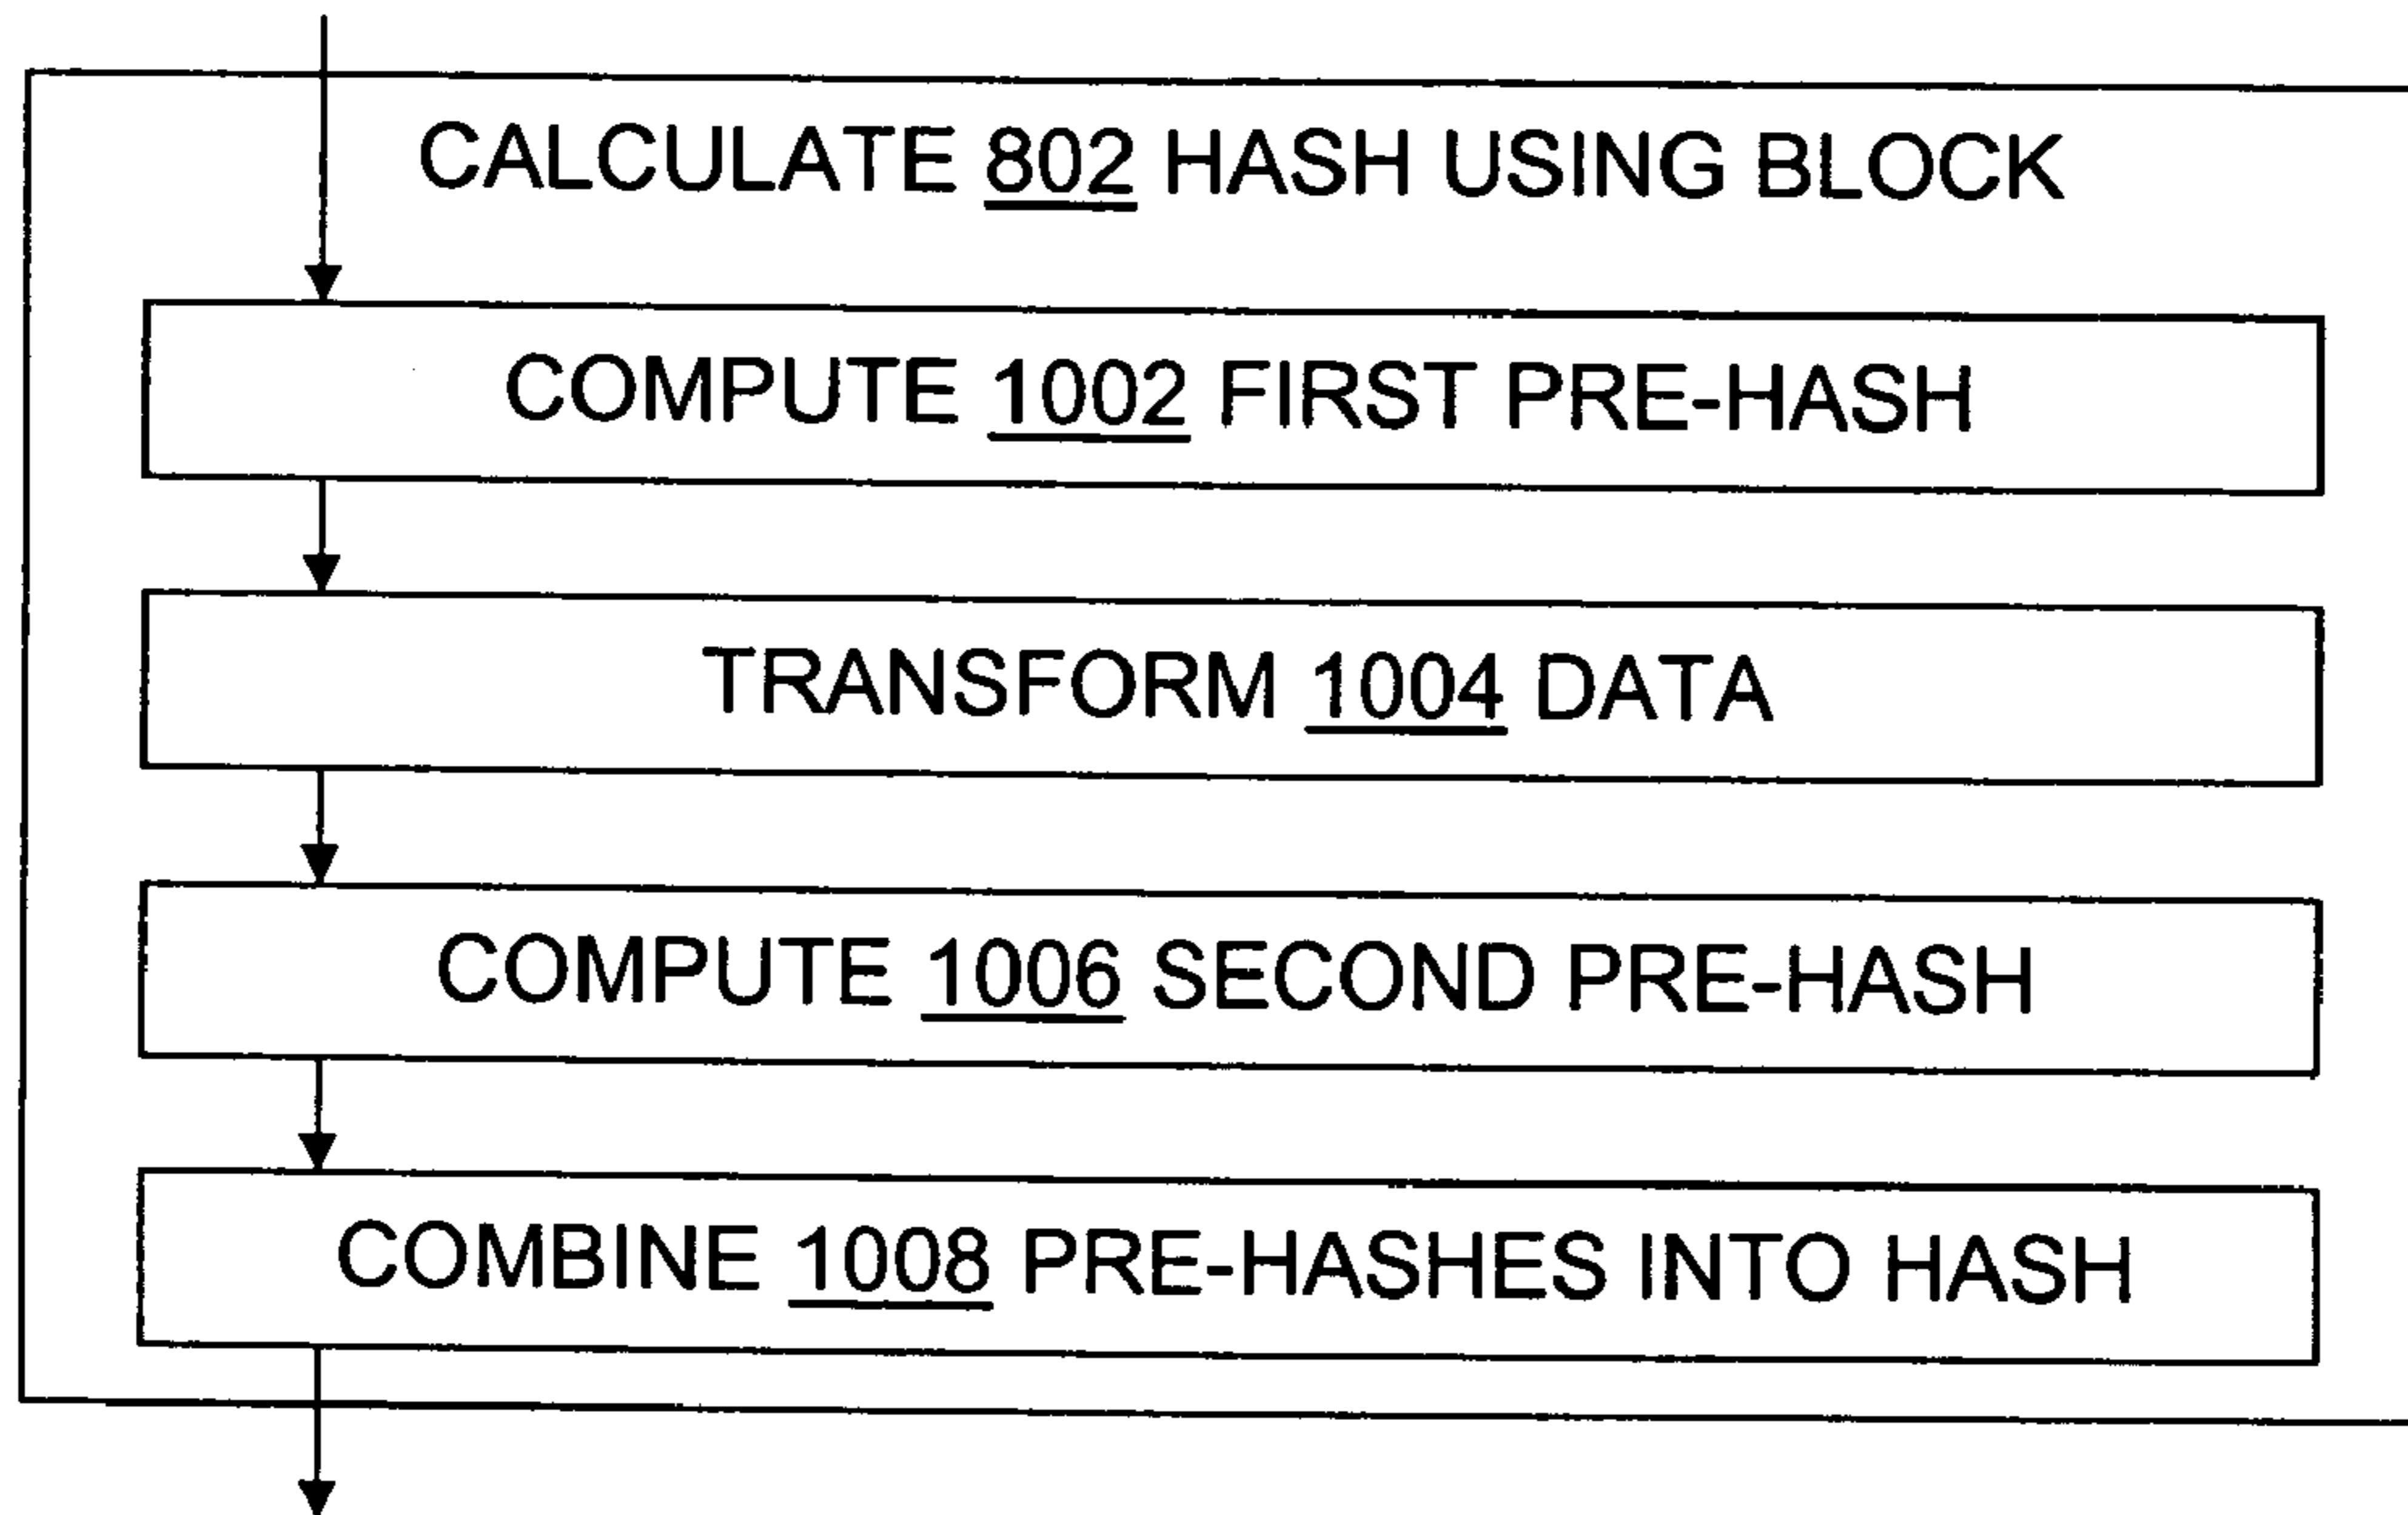 CALCULATE 802 HASH USING BLOCK
COMPUTE 1002 FIRST PRE-HASH
TRANSFORM 1004 DATA
COMPUTE 1006 SECOND PRE-HASH
COMBINE 1008 PRE-HASHES INTO HASH